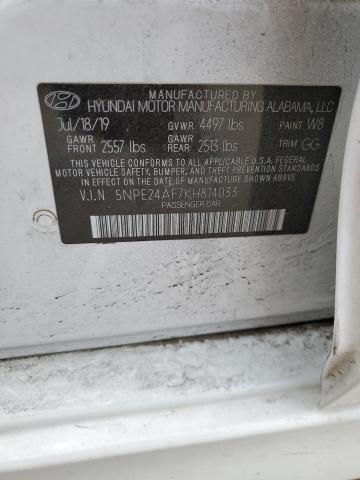 MANUFACTURED BY
HYUNDAI MOTOR MANUFACTURING ALABAMA, LLC
Jul/18/19 GVWR 4497 lbs PAINT W8
GAWR FRONT 2557 lbs GAWR REAR 2513 lbs TRIM GG
THIS VEHICLE CONFORMS TO ALL APPLICABLE U.S.A. FEDERAL
MOTOR VEHICLE SAFETY, BUMPER, AND THEFT PREVENTION
STANDARDS IN EFFECT ON THE DATE OF MANUFACTURE SHOWN ABOVE.
V.I.N 5NPE24AF7KH814033
PASSENGER CAR